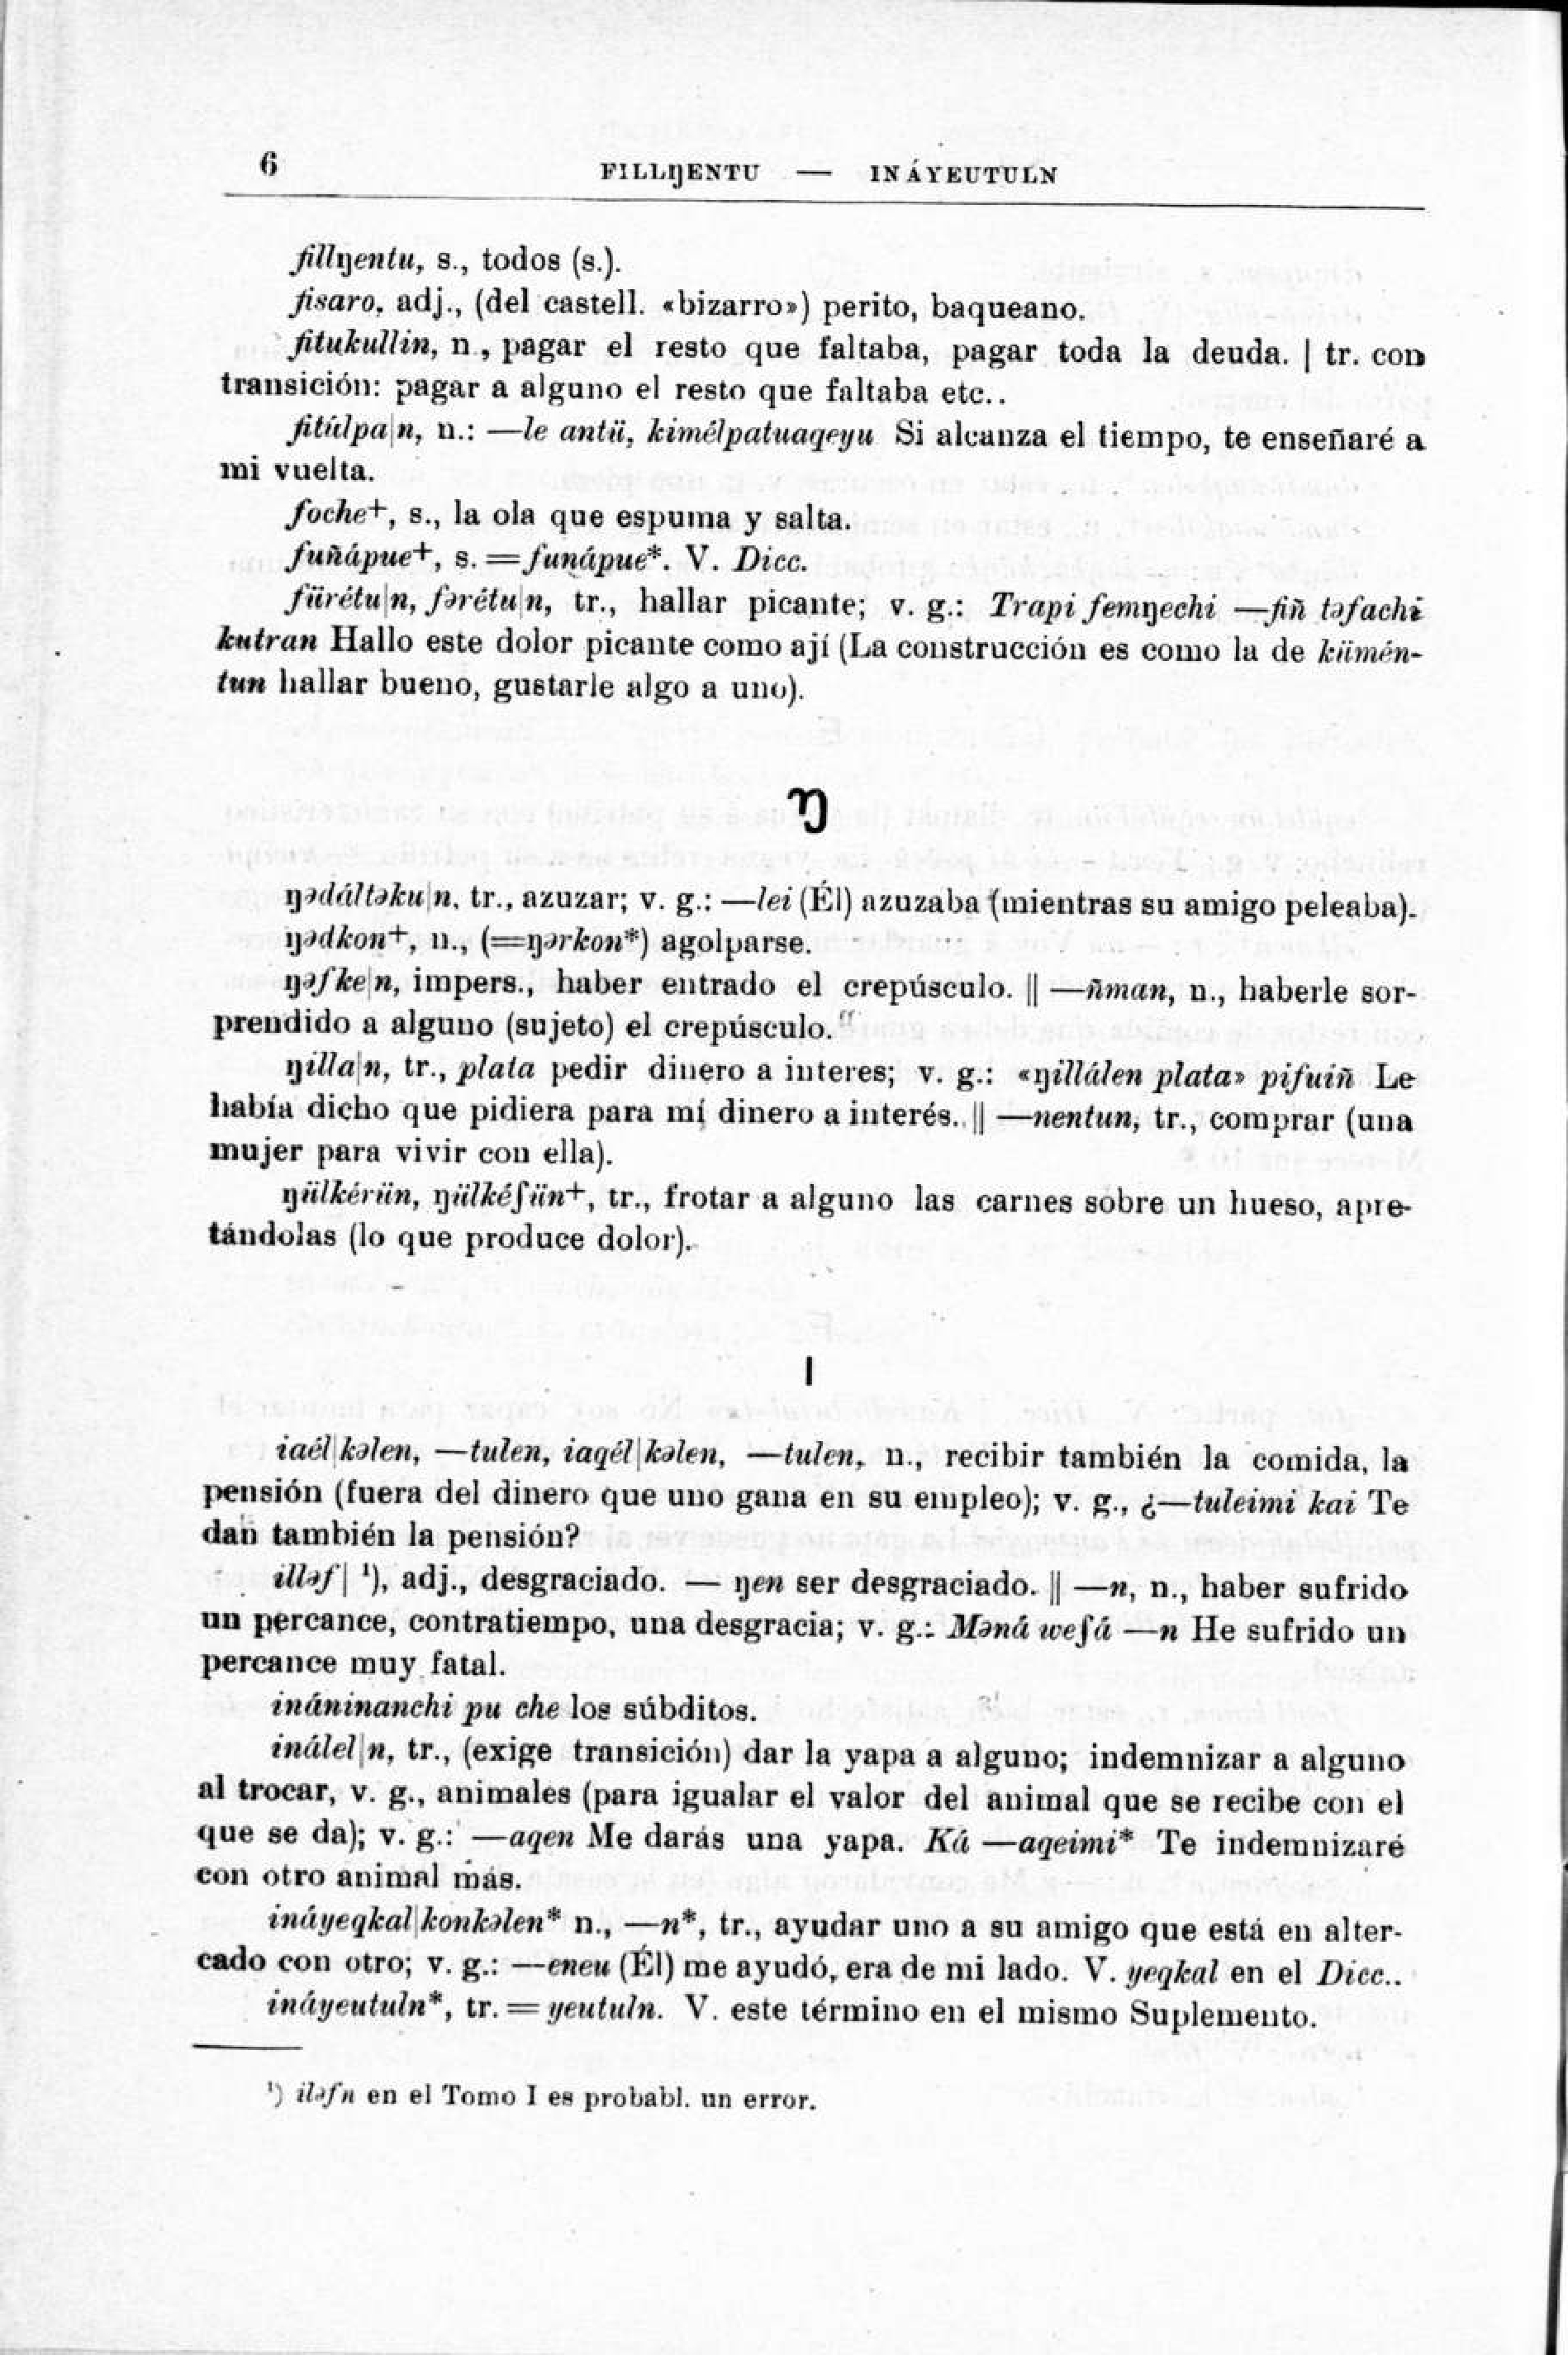 6 FILLŊENTU — INÁYEUTULN
fillŋentu, s., todos (s.).
fisaro, adj., (del castell. «bizarro») perito, baqueano.
fitukullin, n., pagar el resto que faltaba, pagar toda la deuda. | tr. con
transición: pagar a alguno el resto que faltaba etc..
fitúlpa|n, n.: —le antü, kimélpatuaqeyu Si alcanza el tiempo, te enseñaré a
mi vuelta.
foche+, s., la ola que espuma y salta.
fuñápue+, s. = fuṇápue*. V. Dicc.
fürétu|n, fərétu|n, tr., hallar picante; v. g.: Trapi femŋechi —fiñ təfachi
kutran Hallo este dolor picante como ají (La construcción es como la de kümén-
tun hallar bueno, gustarle algo a uno).
Ŋ
ŋədáltəku|n, tr., azuzar; v. g.: —lei (Él) azuzaba (mientras su amigo peleaba).
ŋədkon+, n., (=ŋərkon*) agolparse.
ŋəfke|n, impers., haber entrado el crepúsculo. || —ñman, n., haberle sor-
prendido a alguno (sujeto) el crepúsculo.
ŋilla|n, tr., plata pedir dinero a interes; v. g.: «ŋillálen plata» pifuiñ Le
había dicho que pidiera para mí dinero a interés. || —nentun, tr., comprar (una
mujer para vivir con ella).
ŋülkérün, ŋülkéʃün+, tr., frotar a alguno las carnes sobre un hueso, apre-
tándolas (lo que produce dolor).
I
iaél|kəlen, —tulen, iaqél|kəlen, —tulen, n., recibir también la comida, la
pensión (fuera del dinero que uno gana en su empleo); v. g., ¿—tuleimi kai Te
dan también la pensión?
illəf| ¹), adj., desgraciado. — ŋen ser desgraciado. || —n, n., haber sufrido
un percance, contratiempo, una desgracia; v. g.: Məná weʃá —n He sufrido un
percance muy fatal.
ináninanchi pu che los súbditos.
inálel|n, tr., (exige transición) dar la yapa a alguno; indemnizar a alguno
al trocar, v. g., animales (para igualar el valor del animal que se recibe con el
que se da); v. g.: —aqen Me darás una yapa. Ká —aqeimi* Te indemnizaré
con otro animal más.
ináyeqkal|konkəlen* n., —n*, tr., ayudar uno a su amigo que está en alter-
cado con otro; v. g.: —eneu (Él) me ayudó, era de mi lado. V. yeqkal en el Dicc..
ináyeutuln*, tr. = yeutuln. V. este término en el mismo Suplemento.
¹) iləfn en el Tomo I es probabl. un error.